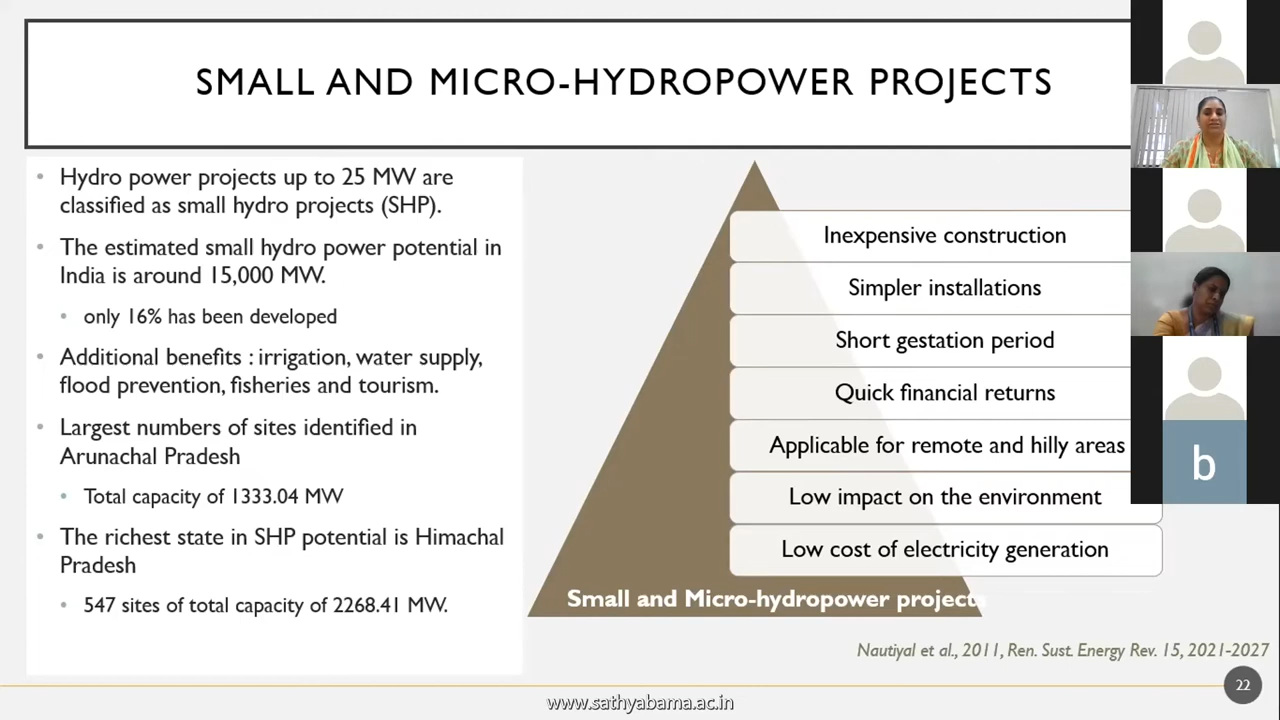 SMALL AND MICRO-HYDROPOWER PROJECTS
Hydro power projects up to 25 MW are
classified as small hydro projects (SHP).
The estimated small hydro power potential in
India is around 15,000 MW.
only 16% has been developed
Additional benefits : irrigation, water supply,
flood prevention, fisheries and tourism.
Largest numbers of sites identified in
Arunachal Pradesh
Total capacity of 1333.04 MW
The richest state in SHP potential is Himachal
Pradesh
547 sites of total capacity of 2268.41 MW.
Inexpensive construction
Simpler installations
Short gestation period
Quick financial returns
Applicable for remote and hilly areas
Low impact on the environment
Low cost of electricity generation
Small and Micro-hydropower projects
b
Nautiyal et al., 2011, Ren. Sust. Energy Rev. 15, 2021-2027
22
www.sathyabama.ac.in